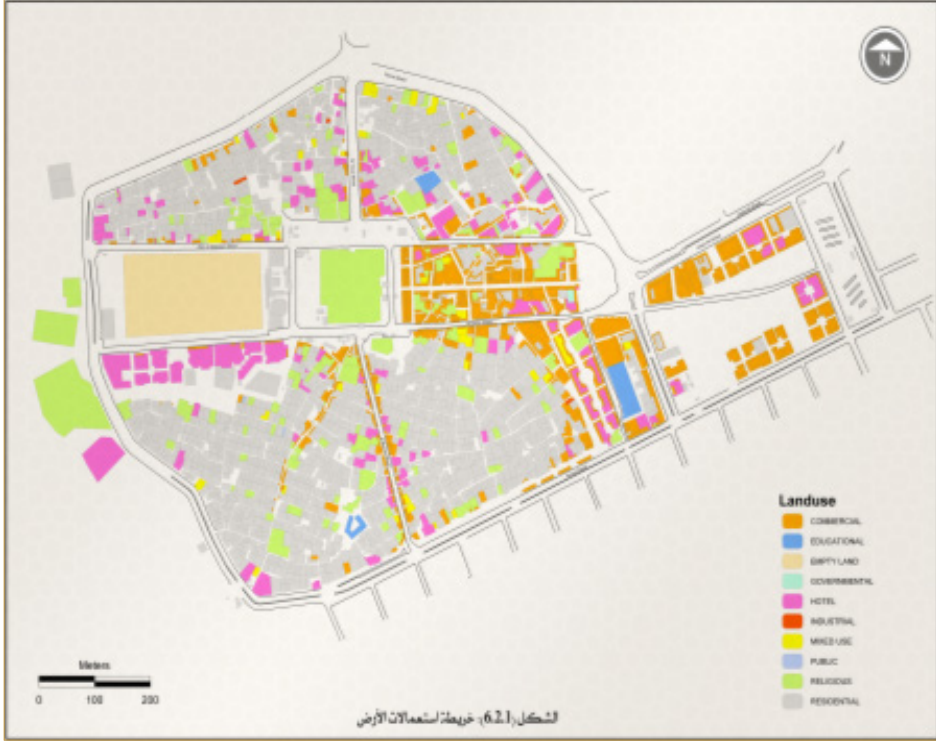 N
Landuse
COMMERCIAL
EDUCATIONAL
EMPTY LAND
GOVERNMENTAL
HOTEL
INDUSTRIAL
MIXED USE
PUBLIC
RELIGIOUS
RESIDENTIAL
Meters
0 100 200
الشكل (6.2.1): خريطة استعمالات الأرض